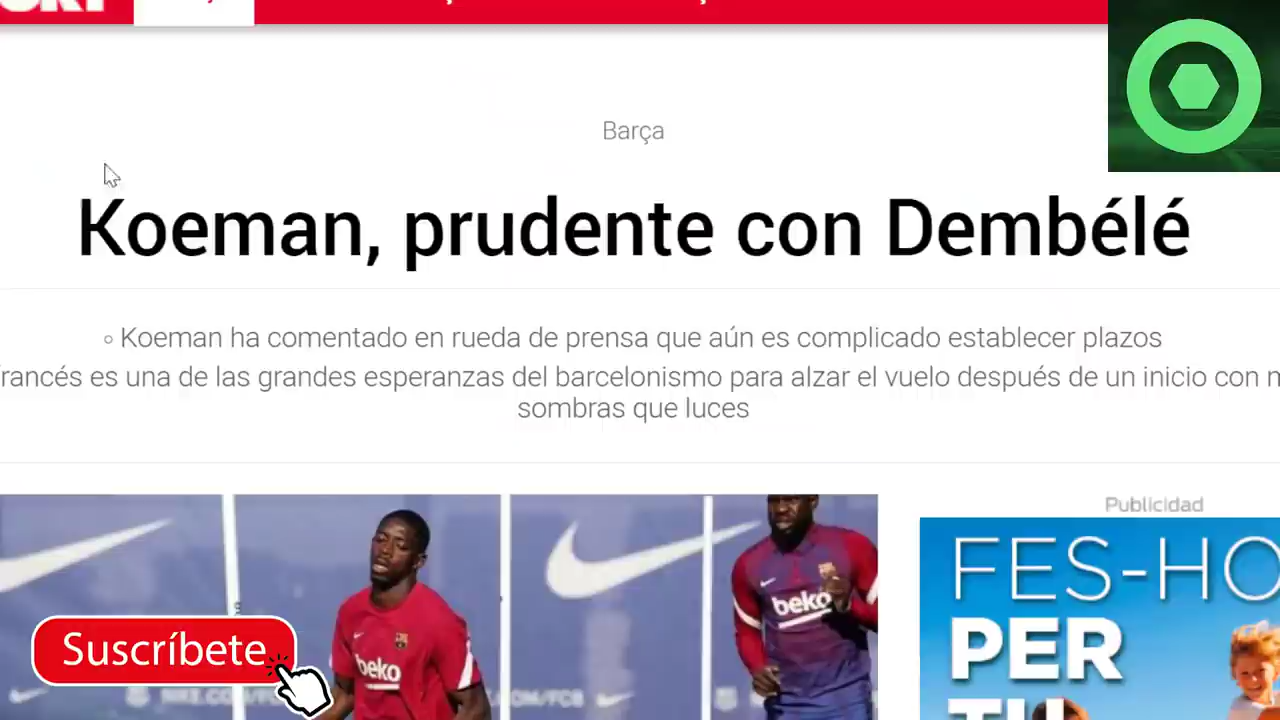 Barça
Koeman, prudente con Dembélé
Koeman ha comentado en rueda de prensa que aún es complicado establecer plazos
es una de las grandes esperanzas del barcelonismo para alzar el vuelo después de un inicio con
sombras que luces
Publicidad
FES-HO
PER
TU
beko
beko
Suscríbete